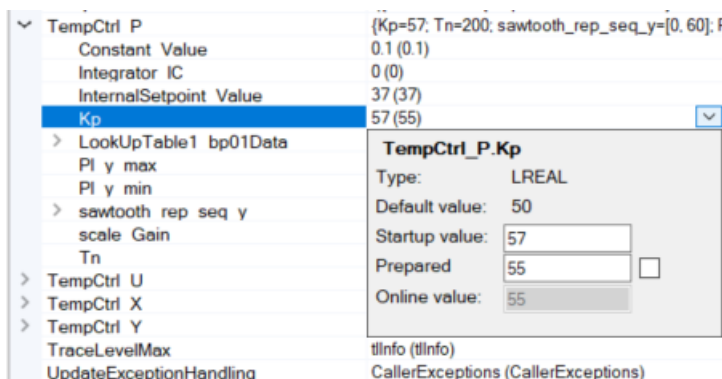 TempCtrl P {Kp=57; Tn=200; sawtooth_rep_seq_y=[0, 60];
Constant Value 0.1 (0.1)
Integrator IC 0 (0)
InternalSetpoint Value 37 (37)
Kp 57 (55)
LookUpTable1 bp01Data
PI y max
PI y min
sawtooth rep seq y
scale Gain
Tn
TempCtrl U
TempCtrl X
TempCtrl Y
TraceLevelMax tlInfo (tlInfo)
UpdateExceptionHandling CallerExceptions (CallerExceptions)
TempCtrl_P.Kp
Type: LREAL
Default value: 50
Startup value: 57
Prepared 55
Online value: 55